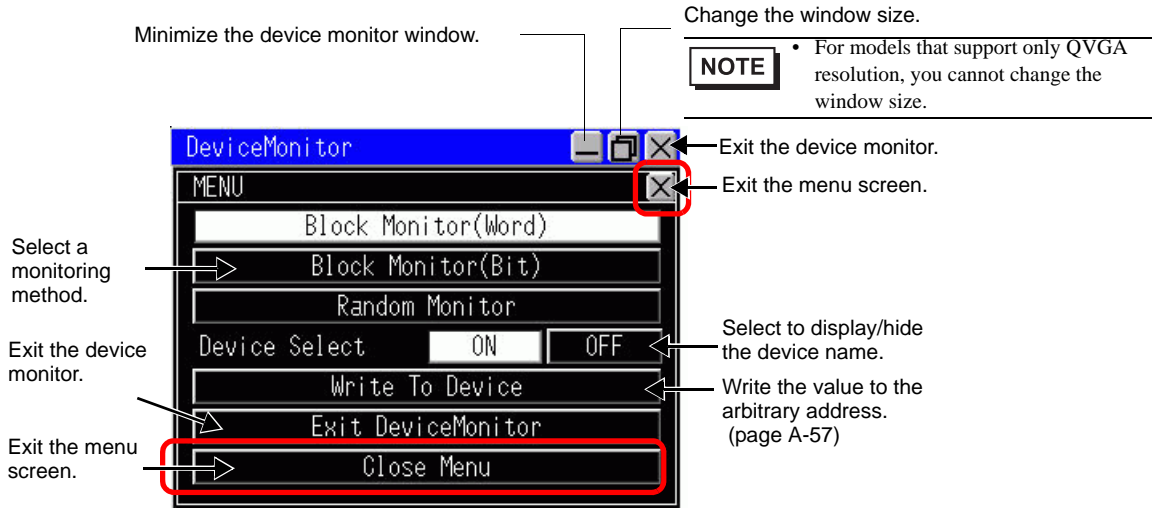 Change the window size.
Minimize the device monitor window.
NOTE
• For models that support only QVGA
resolution, you cannot change the
window size.
DeviceMonitor
Exit the device monitor.
MENU
Exit the menu screen.
Block Monitor(Word)
Select a
monitoring
method.
Block Monitor(Bit)
Random Monitor
Device Select ON OFF
Select to display/hide
the device name.
Exit the device
monitor.
Write To Device
Write the value to the
arbitrary address.
(page A-57)
Exit DeviceMonitor
Exit the menu
screen.
Close Menu